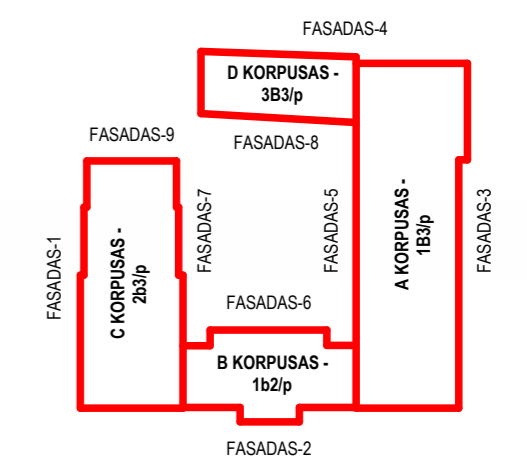 FASADAS-4
D KORPUSAS -
3B3/p
FASADAS-9
FASADAS-8
FASADAS-1
C KORPUSAS -
2b3/p
FASADAS-7
FASADAS-5
A KORPUSAS -
1B3/p
FASADAS-3
FASADAS-6
B KORPUSAS -
1b2/p
FASADAS-2